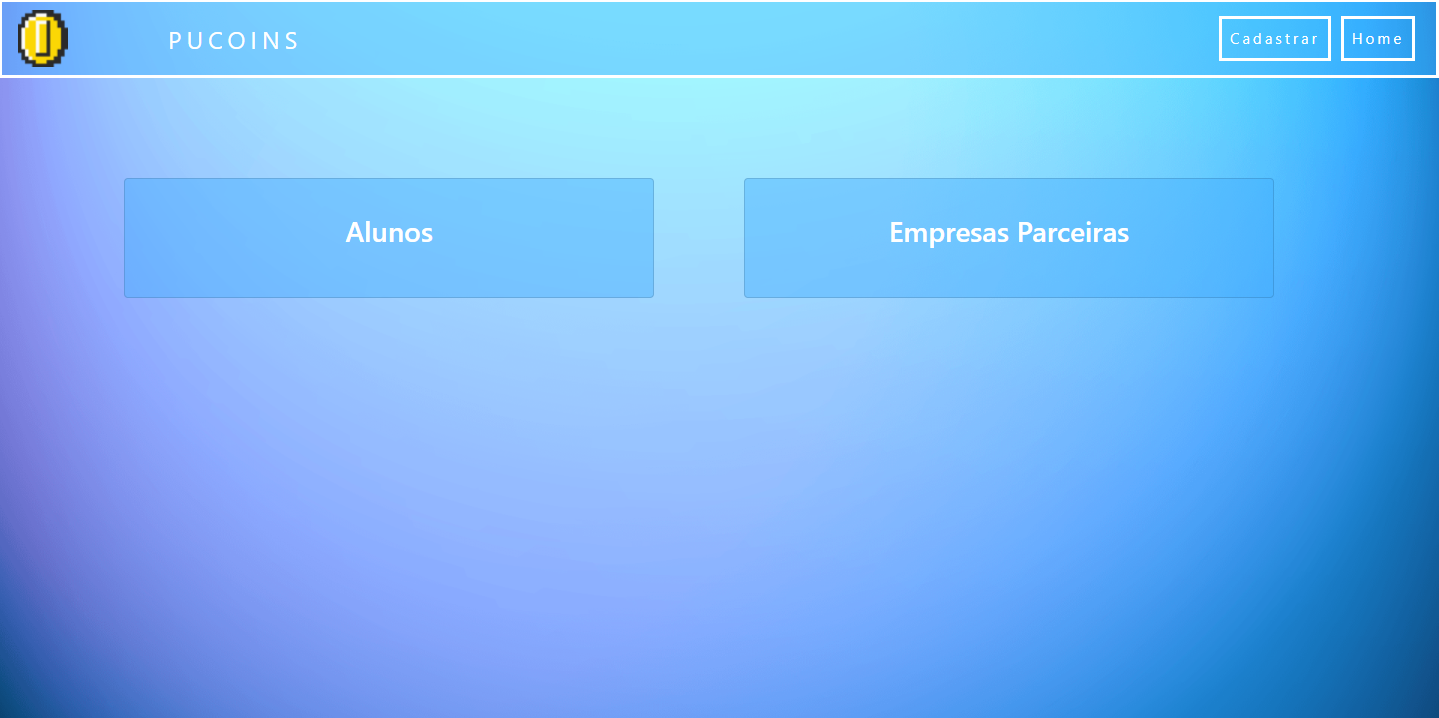 PUCOINS
Cadastrar
Home
Alunos
Empresas Parceiras